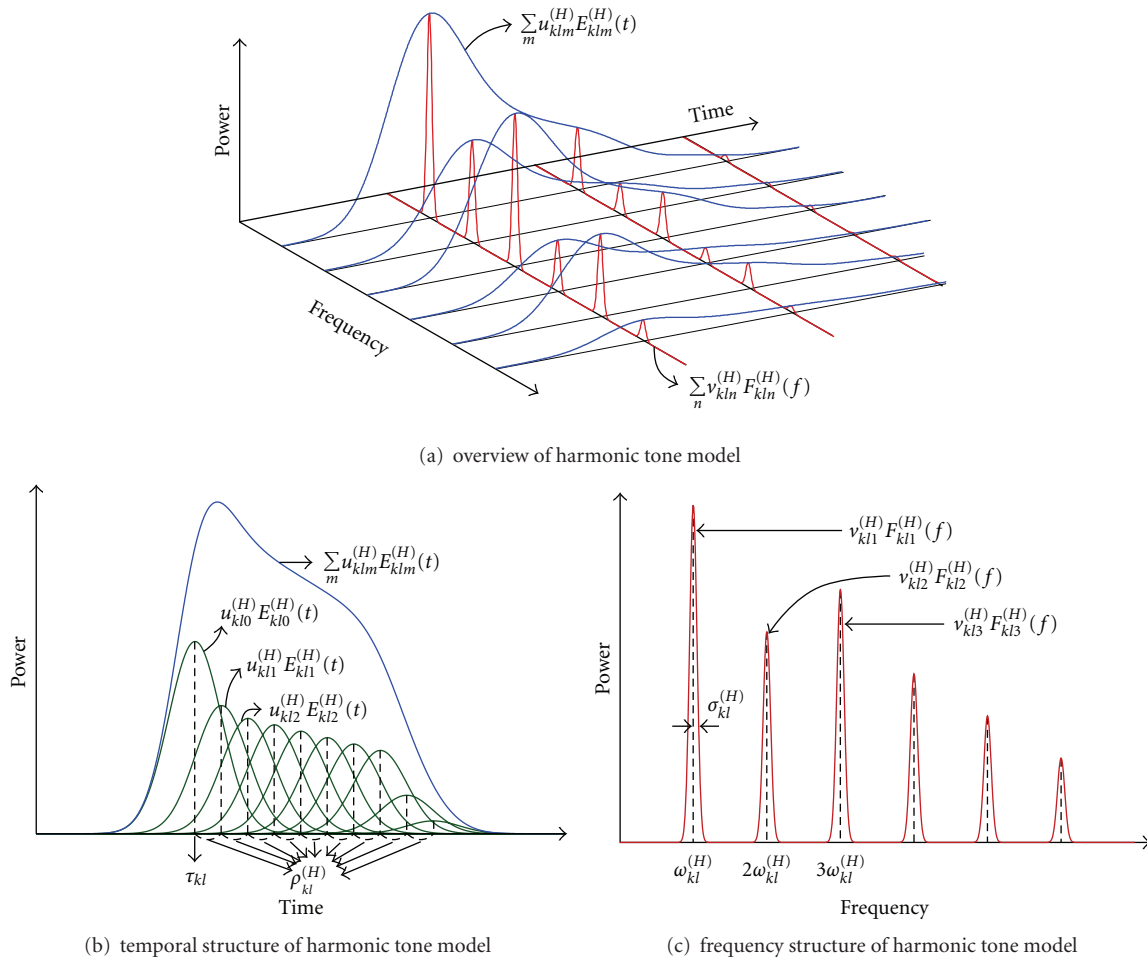 ∑_m u_{klm}^{(H)} E_{klm}^{(H)}(t)
Power
Time
Frequency
∑_n v_{kln}^{(H)} F_{kln}^{(H)}(f)
(a) overview of harmonic tone model
Power
∑_m u_{klm}^{(H)} E_{klm}^{(H)}(t)
u_{kl0}^{(H)} E_{kl0}^{(H)}(t)
u_{kl1}^{(H)} E_{kl1}^{(H)}(t)
u_{kl2}^{(H)} E_{kl2}^{(H)}(t)
τ_{kl}
ρ_{kl}^{(H)}
Time
(b) temporal structure of harmonic tone model
Power
v_{kl1}^{(H)} F_{kl1}^{(H)}(f)
v_{kl2}^{(H)} F_{kl2}^{(H)}(f)
v_{kl3}^{(H)} F_{kl3}^{(H)}(f)
σ_{kl}^{(H)}
ω_{kl}^{(H)} 2ω_{kl}^{(H)} 3ω_{kl}^{(H)}
Frequency
(c) frequency structure of harmonic tone model